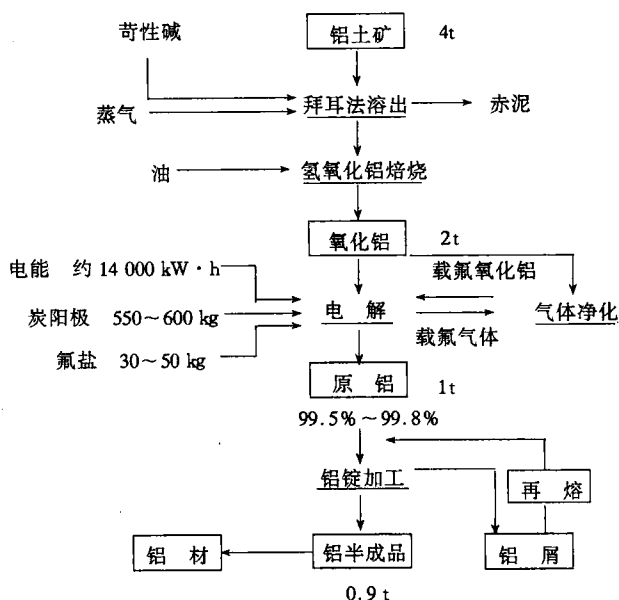 苛性碱
铝土矿 4t
蒸气
拜耳法溶出
赤泥
油
氢氧化铝焙烧
氧化铝 2t
电能 约 14 000 kW·h
载氟氧化铝
炭阳极 550~600 kg
电 解
气体净化
载氟气体
氟盐 30~50 kg
原 铝 1t
99.5%~99.8%
铝锭加工
再 熔
铝 材
铝半成品
铝 屑
0.9 t